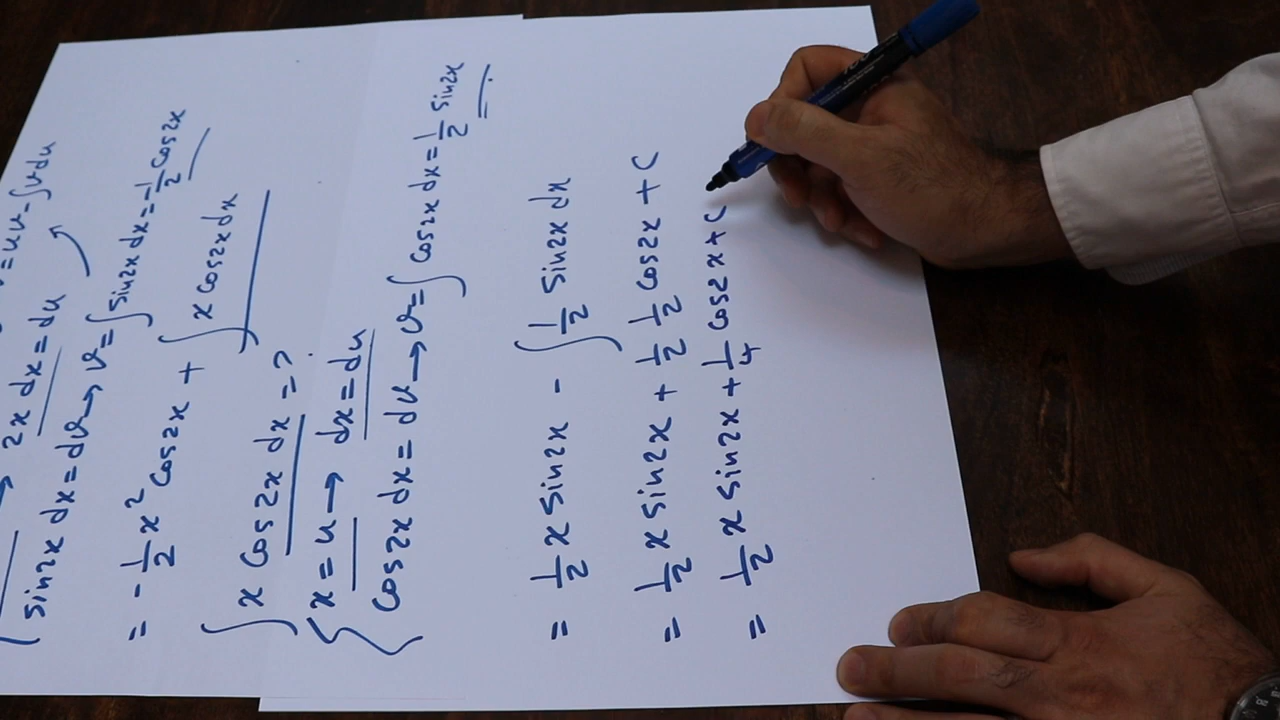 = uv - ∫v du
2x dx = du
sin2x dx = dv → v = ∫ sin2x dx = -1/2 cos2x
= - 1/2 x² cos2x + ∫ x cos2x dx
∫ x cos2x dx = ?
x = u → dx = du
cos2x dx = dv → v = ∫ cos2x dx = 1/2 sin2x
= 1/2 x sin2x - ∫ 1/2 sin2x dx
= 1/2 x sin2x + 1/2 1/2 cos2x + C
= 1/2 x sin2x + 1/4 cos2x + C